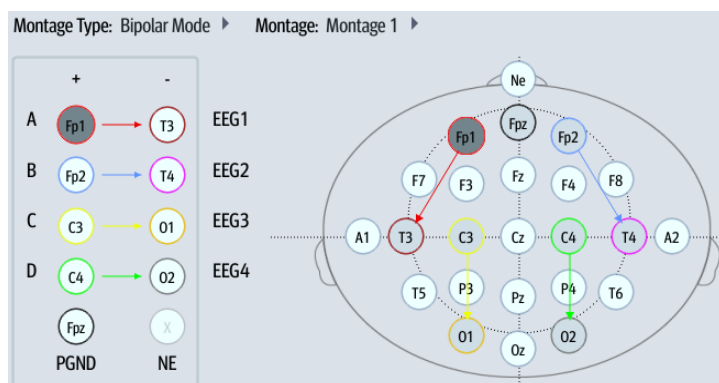 Montage Type: Bipolar Mode Montage: Montage 1
+ -
A Fp1 T3 EEG1
B Fp2 T4 EEG2
C C3 O1 EEG3
D C4 O2 EEG4
Fpz X
PGND NE
Ne
Fp1 Fpz Fp2
F7 F3 Fz F4 F8
A1 T3 C3 Cz C4 T4 A2
T5 P3 Pz P4 T6
O1 Oz O2